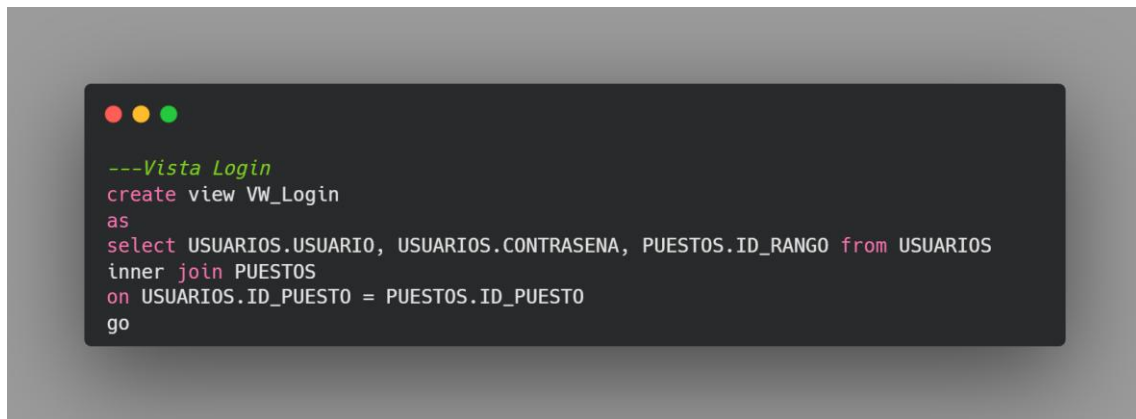 ---Vista Login
create view VW_Login
as
select USUARIOS.USUARIO, USUARIOS.CONTRASENA, PUESTOS.ID_RANGO from USUARIOS
inner join PUESTOS
on USUARIOS.ID_PUESTO = PUESTOS.ID_PUESTO
go